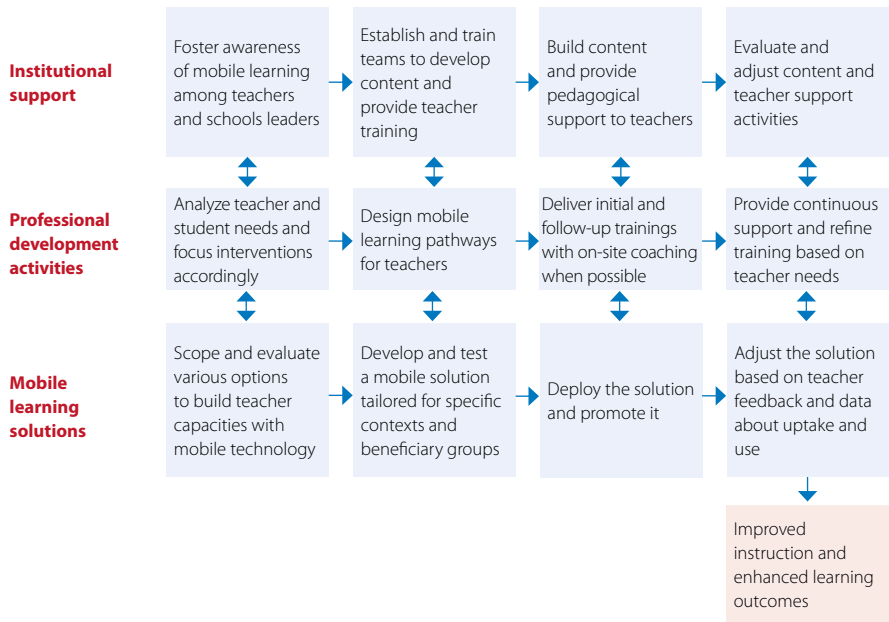 Institutional
support
Foster awareness
of mobile learning
among teachers
and schools leaders
Establish and train
teams to develop
content and
provide teacher
training
Build content
and provide
pedagogical
support to teachers
Evaluate and
adjust content and
teacher support
activities
Professional
development
activities
Analyze teacher and
student needs and
focus interventions
accordingly
Design mobile
learning pathways
for teachers
Deliver initial and
follow-up trainings
with on-site coaching
when possible
Provide continuous
support and refine
training based on
teacher needs
Mobile
learning
solutions
Scope and evaluate
various options
to build teacher
capacities with
mobile technology
Develop and test
a mobile solution
tailored for specific
contexts and
beneficiary groups
Deploy the solution
and promote it
Adjust the solution
based on teacher
feedback and data
about uptake and
use
Improved
instruction and
enhanced learning
outcomes